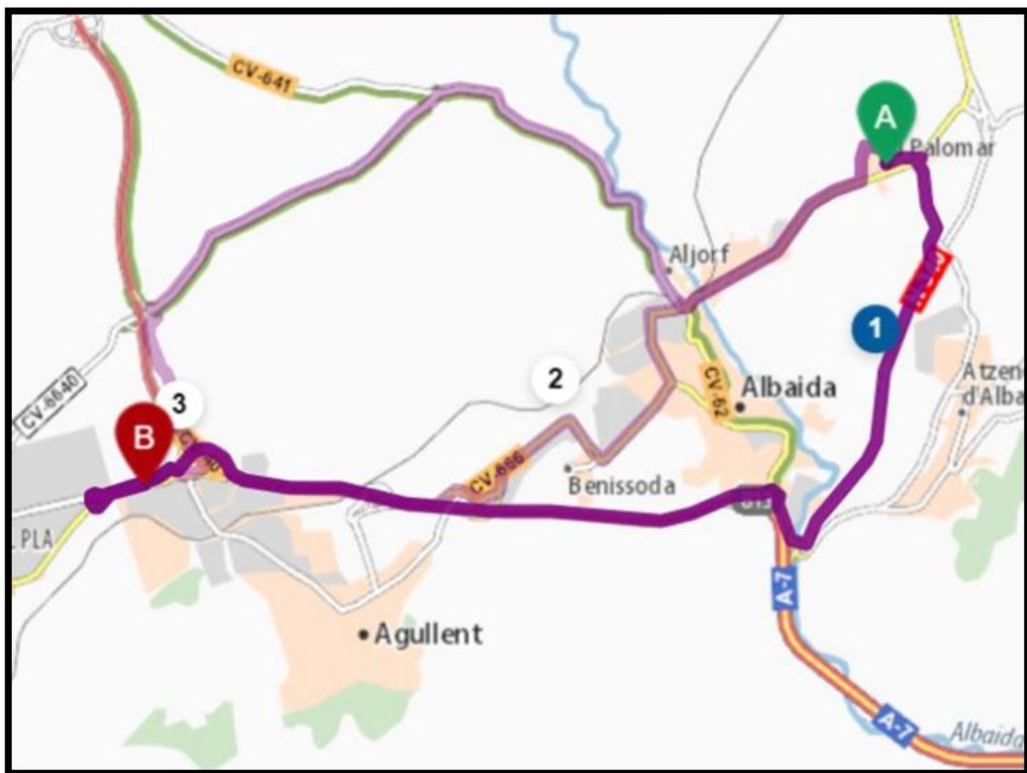 CV-641
A
Palomar
Aljorf
1
CV-6640
2
Atzen
d'Alba
CV-62
Albaida
3
B
CV-666
Benissoda
PLA
A-7
Agullent
A-7
Albaida